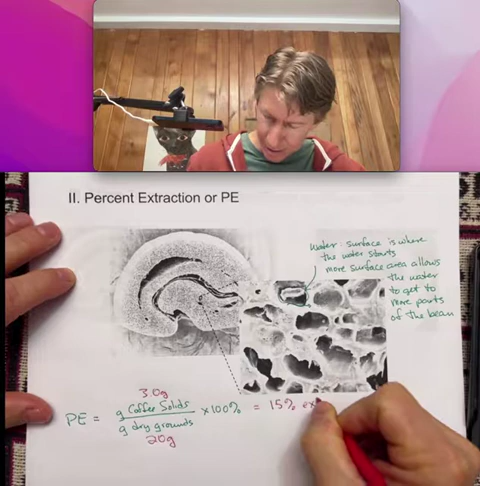 II. Percent Extraction or PE
Water: surface is where
the water starts
more surface area allows
the water
to get to
more parts
of the bean
3.0g
PE = g Coffee Solids / g dry grounds × 100% = 15% ex
20g